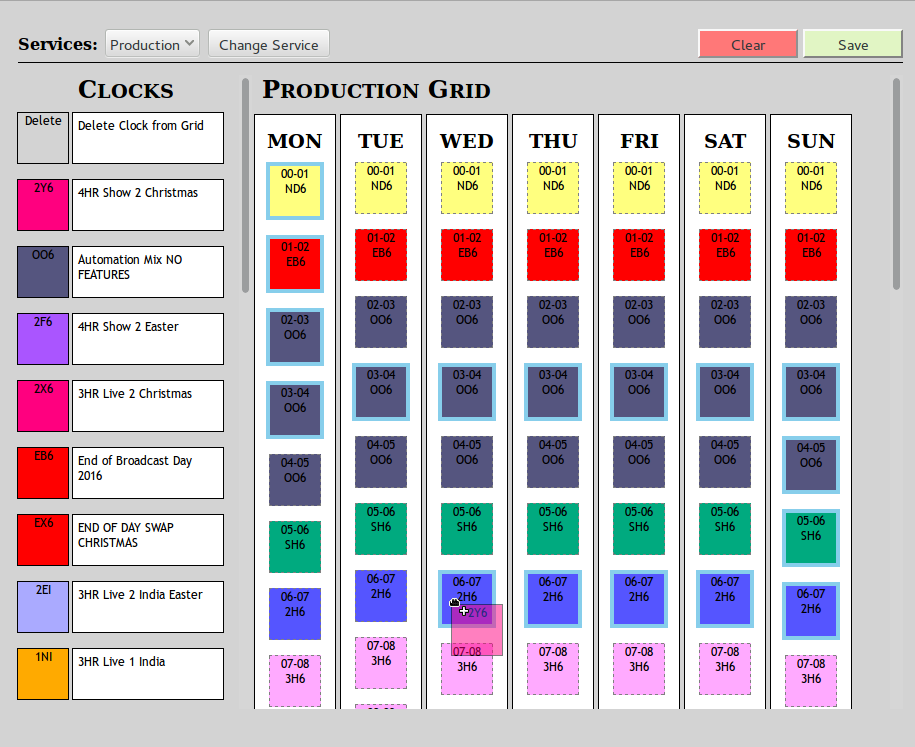 Services: Production Change Service Clear Save
CLOCKS
Delete
Delete Clock from Grid
2Y6
4HR Show 2 Christmas
OO6
Automation Mix NO
FEATURES
2F6
4HR Show 2 Easter
2X6
3HR Live 2 Christmas
EB6
End of Broadcast Day
2016
EX6
END OF DAY SWAP
CHRISTMAS
2EI
3HR Live 2 India Easter
1NI
3HR Live 1 India
PRODUCTION GRID
MON TUE WED THU FRI SAT SUN
00-01 00-01 00-01 00-01 00-01 00-01 00-01
ND6 ND6 ND6 ND6 ND6 ND6 ND6
01-02 01-02 01-02 01-02 01-02 01-02 01-02
EB6 EB6 EB6 EB6 EB6 EB6 EB6
02-03 02-03 02-03 02-03 02-03 02-03 02-03
OO6 OO6 OO6 OO6 OO6 OO6 OO6
03-04 03-04 03-04 03-04 03-04 03-04 03-04
OO6 OO6 OO6 OO6 OO6 OO6 OO6
04-05 04-05 04-05 04-05 04-05 04-05 04-05
OO6 OO6 OO6 OO6 OO6 OO6 OO6
05-06 05-06 05-06 05-06 05-06 05-06 05-06
SH6 SH6 SH6 SH6 SH6 SH6 SH6
06-07 06-07 06-07 06-07 06-07 06-07 06-07
2H6 2H6 2H6 2H6 2H6 2H6 2H6
2Y6
07-08 07-08 07-08 07-08 07-08 07-08 07-08
3H6 3H6 3H6 3H6 3H6 3H6 3H6